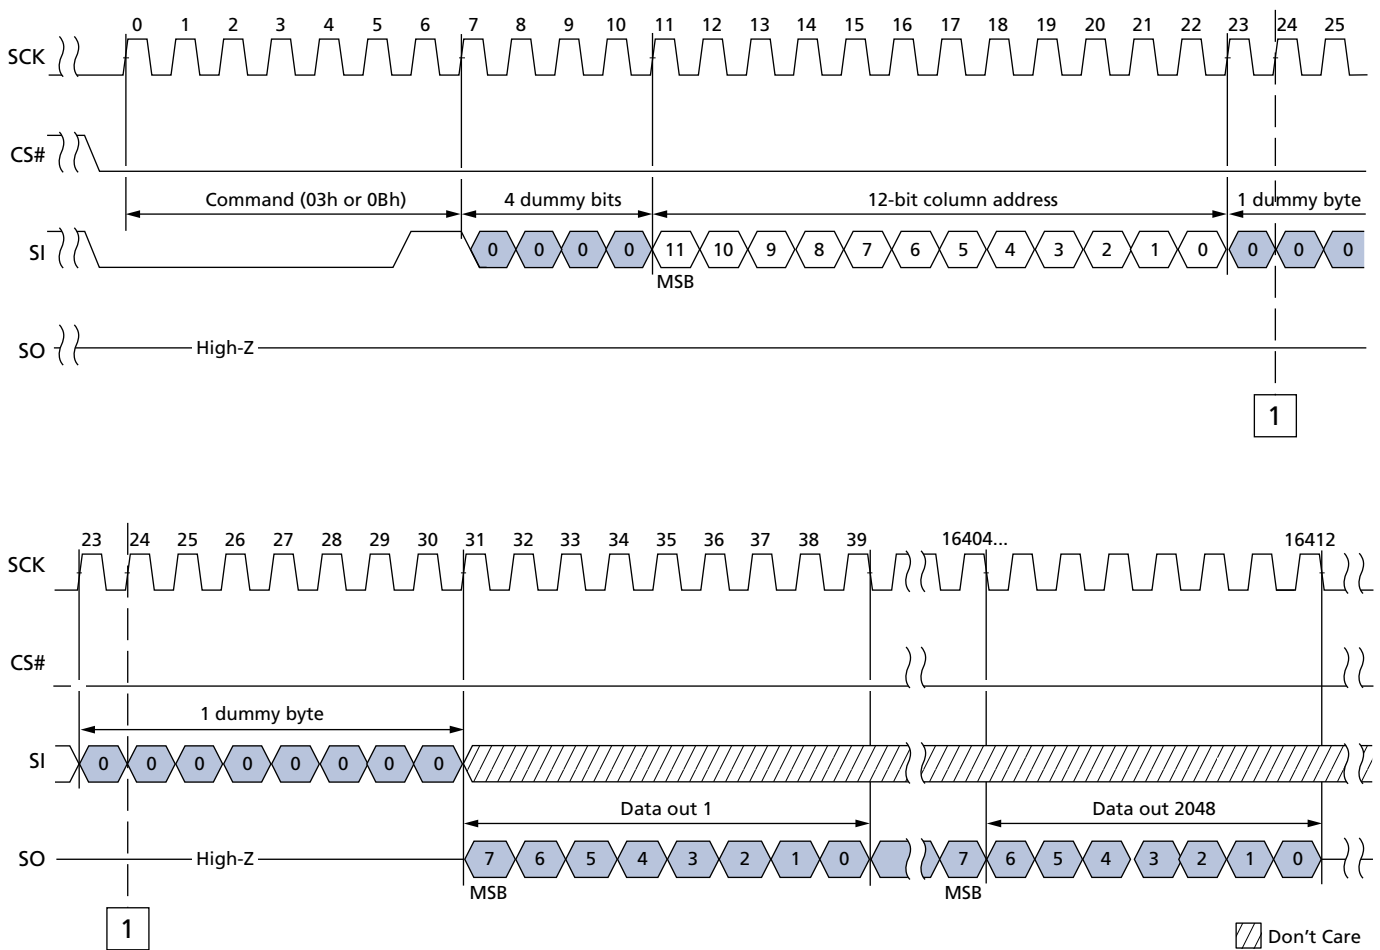 0 1 2 3 4 5 6 7 8 9 10 11 12 13 14 15 16 17 18 19 20 21 22 23 24 25
SCK
CS#
Command (03h or 0Bh) 4 dummy bits 12-bit column address 1 dummy byte
SI 0 0 0 0 11 10 9 8 7 6 5 4 3 2 1 0 0 0 0
MSB
SO High-Z
1
23 24 25 26 27 28 29 30 31 32 33 34 35 36 37 38 39 16404... 16412
SCK
CS#
1 dummy byte
SI 0 0 0 0 0 0 0 0
Data out 1 Data out 2048
SO High-Z 7 6 5 4 3 2 1 0 7 6 5 4 3 2 1 0
MSB MSB
1
Don't Care